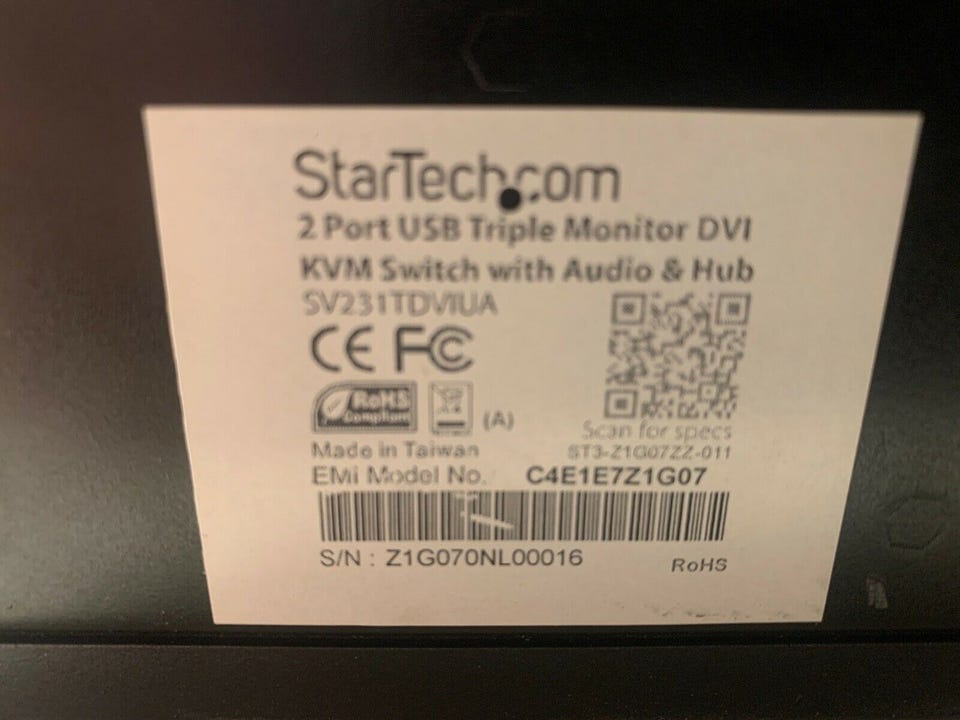 StarTech.com
2 Port USB Triple Monitor DVI
KVM Switch with Audio & Hub
SV231TDVIUA
CE FC
RoHS
Compliant
(A)
Scan for specs
Made in Taiwan
ST3-Z1G07ZZ-011
EMi Model No. C4E1E7Z1G07
S/N : Z1G070NL00016
RoHS